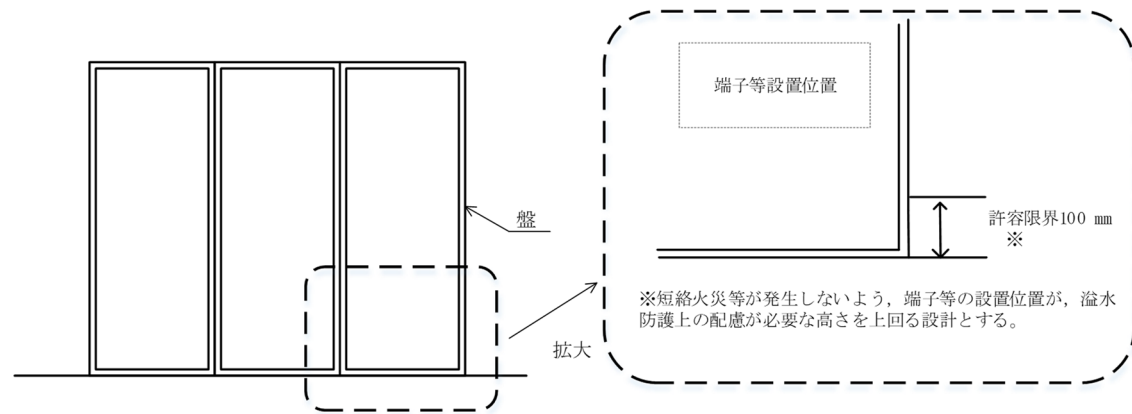 盤
拡大
端子等設置位置
許容限界100 mm
※
※短絡火災等が発生しないよう，端子等の設置位置が，溢水
防護上の配慮が必要な高さを上回る設計とする。